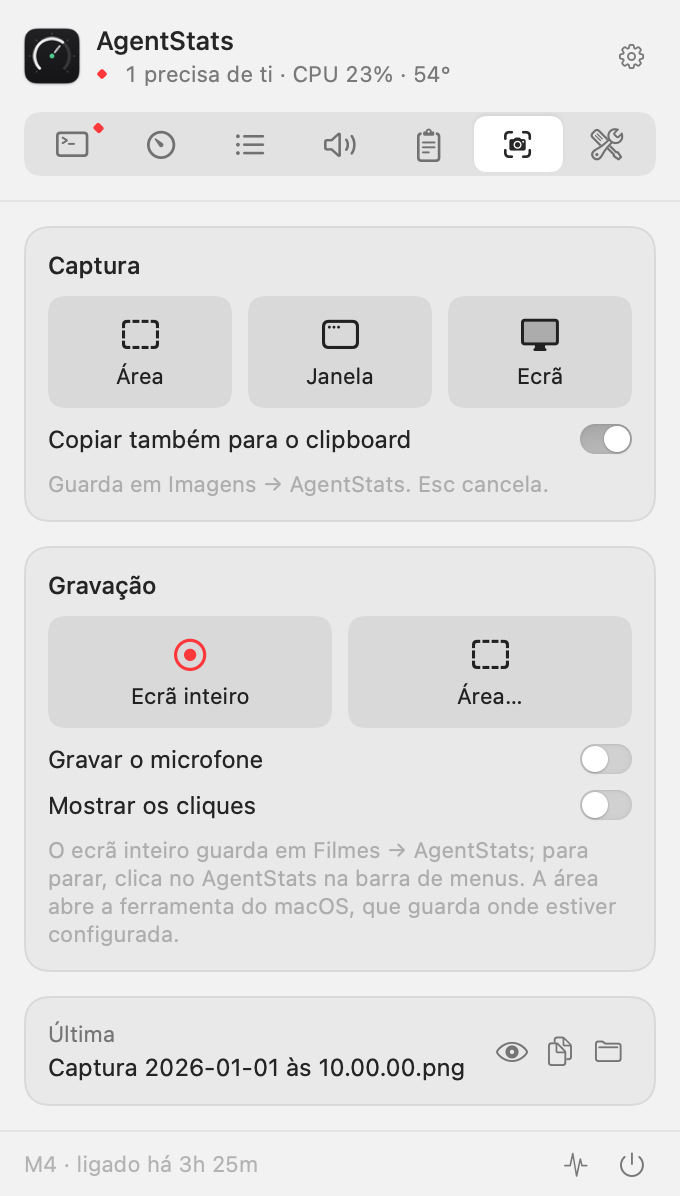 AgentStats
1 precisa de ti · CPU 23% · 54°
Captura
Área
Janela
Ecrã
Copiar também para o clipboard
Guarda em Imagens → AgentStats. Esc cancela.
Gravação
Ecrã inteiro
Área...
Gravar o microfone
Mostrar os cliques
O ecrã inteiro guarda em Filmes → AgentStats; para
parar, clica no AgentStats na barra de menus. A área
abre a ferramenta do macOS, que guarda onde estiver
configurada.
Última
Captura 2026-01-01 às 10.00.00.png
M4 · ligado há 3h 25m